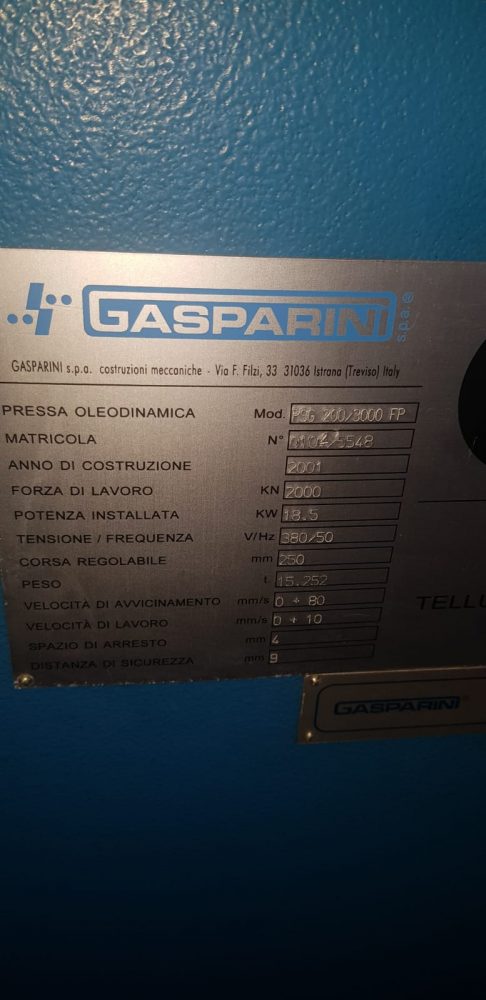 GASPARINI s.p.a.®
GASPARINI s.p.a. costruzioni meccaniche - Via F. Filzi, 33 31036 Istrana (Treviso) Italy
PRESSA OLEODINAMICA Mod. PSG 200/3000 FP
MATRICOLA N°
ANNO DI COSTRUZIONE 2001
FORZA DI LAVORO KN 2000
POTENZA INSTALLATA KW 18.5
TENSIONE / FREQUENZA V/Hz 380/50
CORSA REGOLABILE mm 250
PESO t. 15.252
VELOCITÀ DI AVVICINAMENTO mm/s 0 ÷ 80
VELOCITÀ DI LAVORO mm/s 0 ÷ 10
SPAZIO DI ARRESTO mm 4
DISTANZA DI SICUREZZA mm 9
TELLU
GASPARINI